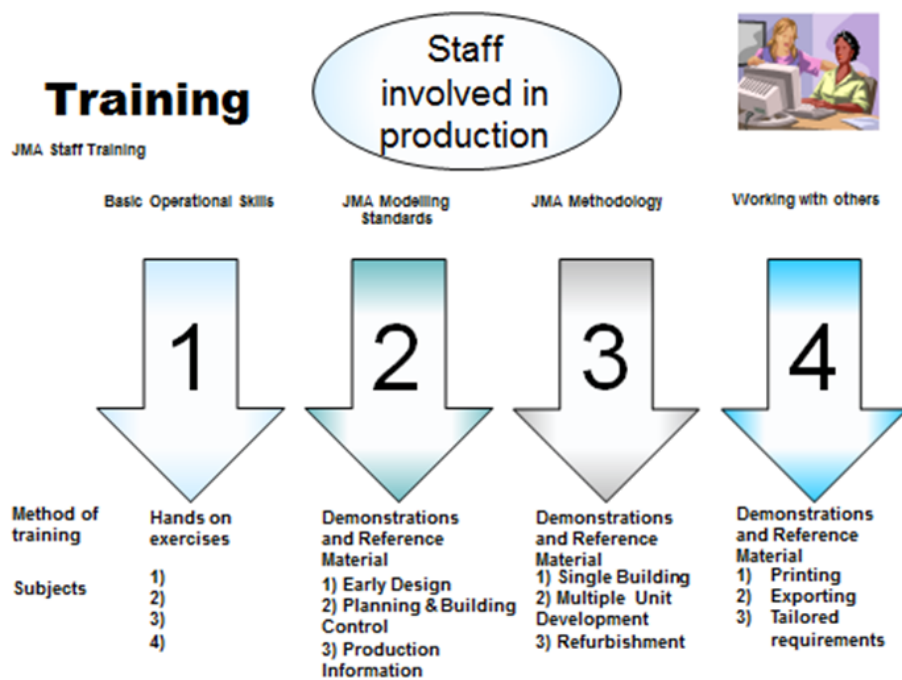 Training
Staff
involved in
production
JMA Staff Training
Basic Operational Skills
JMA Modelling
Standards
JMA Methodology
Working with others
1
2
3
4
Method of
training
Hands on
exercises
Demonstrations
and Reference
Material
Demonstrations
and Reference
Material
Demonstrations
and Reference
Material
Subjects
1)
2)
3)
4)
1) Early Design
2) Planning & Building
Control
3) Production
Information
1) Single Building
2) Multiple Unit
Development
3) Refurbishment
1) Printing
2) Exporting
3) Tailored
requirements